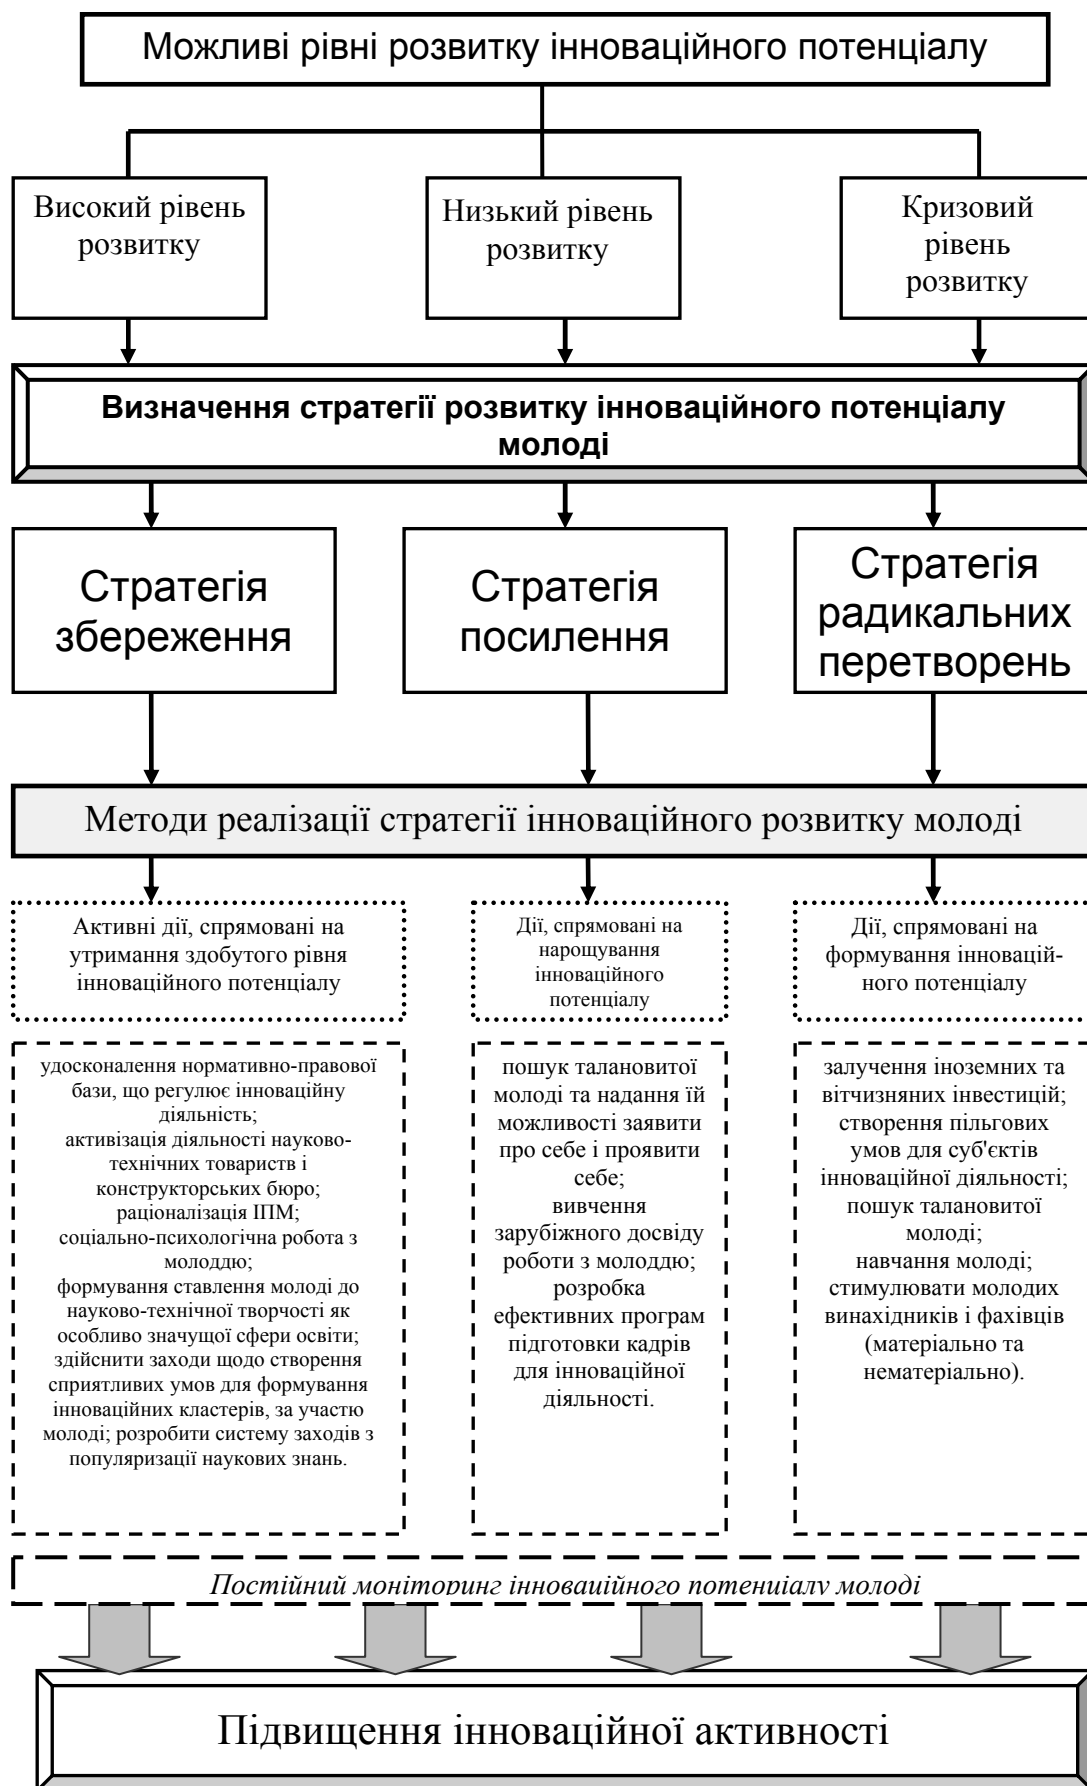 Можливі рівні розвитку інноваційного потенціалу
Високий рівень
розвитку
Низький рівень
розвитку
Кризовий
рівень
розвитку
Визначення стратегії розвитку інноваційного потенціалу
молоді
Стратегія
збереження
Стратегія
посилення
Стратегія
радикальних
перетворень
Методи реалізації стратегії інноваційного розвитку молоді
Активні дії, спрямовані на
утримання здобутого рівня
інноваційного потенціалу
Дії, спрямовані на
нарощування
інноваційного
потенціалу
Дії, спрямовані на
формування інновацій-
ного потенціалу
удосконалення нормативно-правової
бази, що регулює інноваційну
діяльність;
активізація діяльності науково-
технічних товариств і
конструкторських бюро;
раціоналізація ІПМ;
соціально-психологічна робота з
молоддю;
формування ставлення молоді до
науково-технічної творчості як
особливо значущої сфери освіти;
здійснити заходи щодо створення
сприятливих умов для формування
інноваційних кластерів, за участю
молоді; розробити систему заходів з
популяризації наукових знань.
пошук талановитої
молоді та надання їй
можливості заявити
про себе і проявити
себе;
вивчення
зарубіжного досвіду
роботи з молоддю;
розробка
ефективних програм
підготовки кадрів
для інноваційної
діяльності.
залучення іноземних та
вітчизняних інвестицій;
створення пільгових
умов для суб'єктів
інноваційної діяльності;
пошук талановитої
молоді;
навчання молоді;
стимулювати молодих
винахідників і фахівців
(матеріально та
нематеріально).
Постійний моніторинг інноваційного потенціалу молоді
Підвищення інноваційної активності